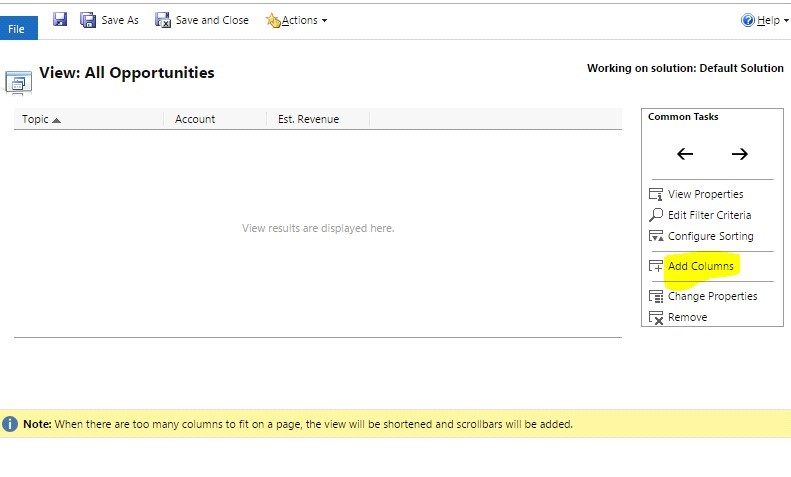 File
Save As
Save and Close
Actions
Help
View: All Opportunities
Working on solution: Default Solution
Topic
Account
Est. Revenue
View results are displayed here.
Common Tasks
View Properties
Edit Filter Criteria
Configure Sorting
Add Columns
Change Properties
Remove
Note: When there are too many columns to fit on a page, the view will be shortened and scrollbars will be added.